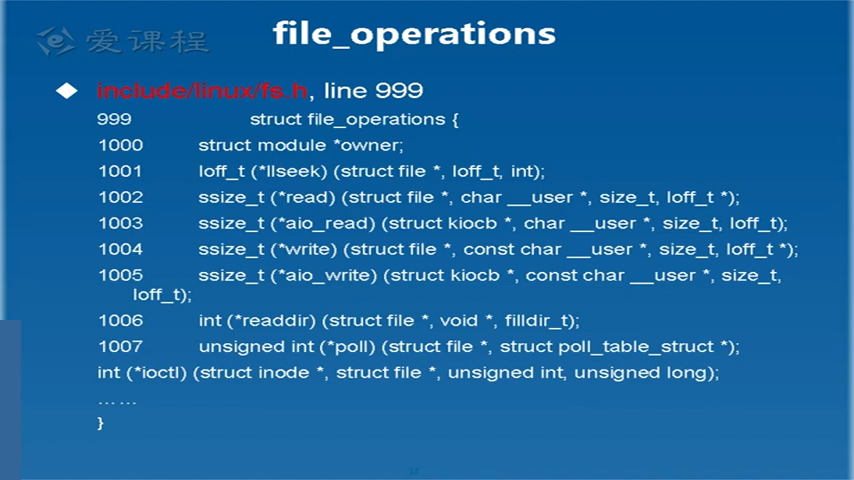 爱课程
file_operations
include/linux/fs.h, line 999
999 struct file_operations {
1000 struct module *owner;
1001 loff_t (*llseek) (struct file *, loff_t, int);
1002 ssize_t (*read) (struct file *, char __user *, size_t, loff_t *);
1003 ssize_t (*aio_read) (struct kiocb *, char __user *, size_t, loff_t);
1004 ssize_t (*write) (struct file *, const char __user *, size_t, loff_t *);
1005 ssize_t (*aio_write) (struct kiocb *, const char __user *, size_t,
loff_t);
1006 int (*readdir) (struct file *, void *, filldir_t);
1007 unsigned int (*poll) (struct file *, struct poll_table_struct *);
int (*ioctl) (struct inode *, struct file *, unsigned int, unsigned long);
……
}